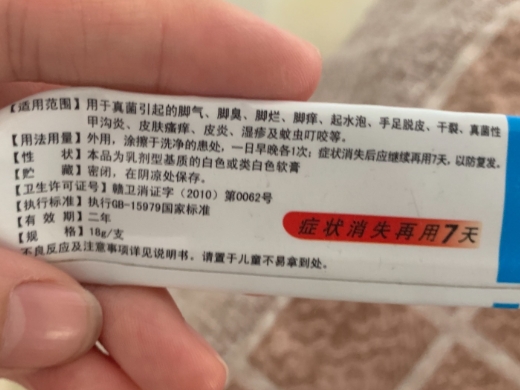 【适用范围】用于真菌引起的脚气、脚臭、脚烂、脚痒、起水泡、手足脱皮、干裂、真菌性
甲沟炎、皮肤瘙痒、皮炎、湿疹及蚊虫叮咬等。
【用法用量】外用,涂擦于洗净的患处,一日早晚各1次;症状消失后应继续再用7天,以防复发。
【性 状】本品为乳剂型基质的白色或类白色软膏
【贮 藏】密闭,在阴凉处保存。
【卫生许可证号】赣卫消证字(2010)第0062号
【执行标准】执行GB-15979国家标准
【有 效 期】二年
【规 格】18g/支
不良反应及注意事项详见说明书。请置于儿童不易拿到处。
症状消失再用7天